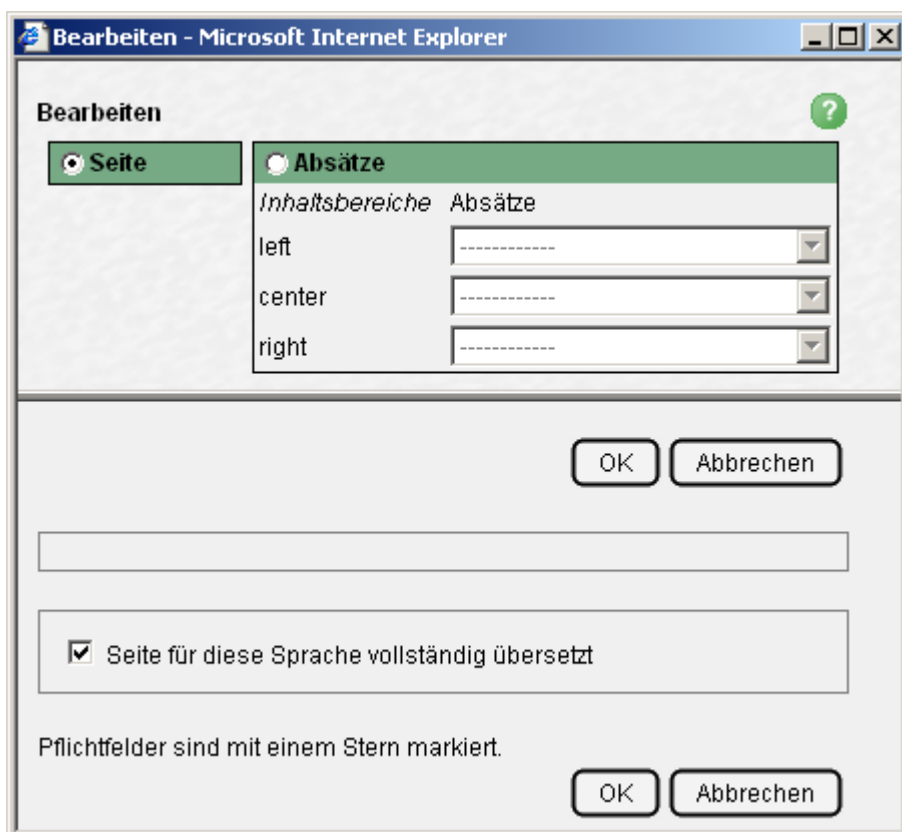 Bearbeiten - Microsoft Internet Explorer
Bearbeiten
?
Seite
Absätze
Inhaltsbereiche Absätze
left ------------
center ------------
right ------------
OK Abbrechen
Seite für diese Sprache vollständig übersetzt
Pflichtfelder sind mit einem Stern markiert.
OK Abbrechen